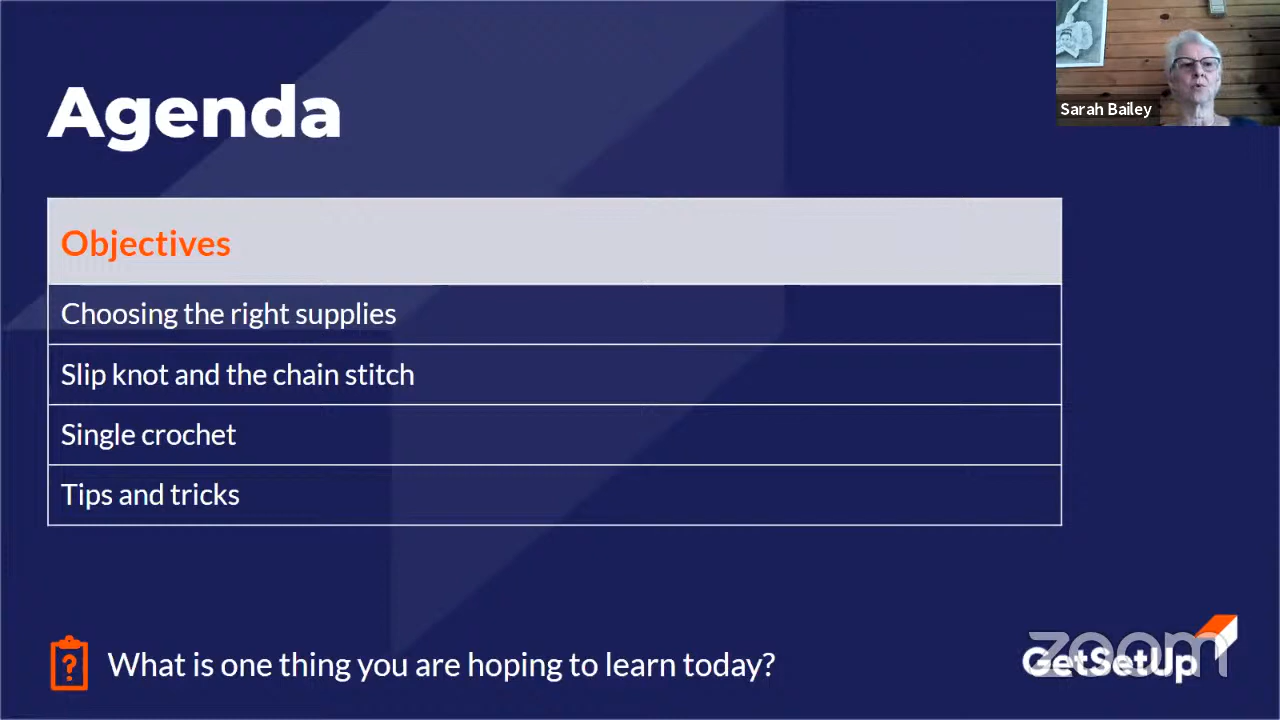 Agenda
Sarah Bailey
Objectives
Choosing the right supplies
Slip knot and the chain stitch
Single crochet
Tips and tricks
What is one thing you are hoping to learn today?
zoom
GetSetUp